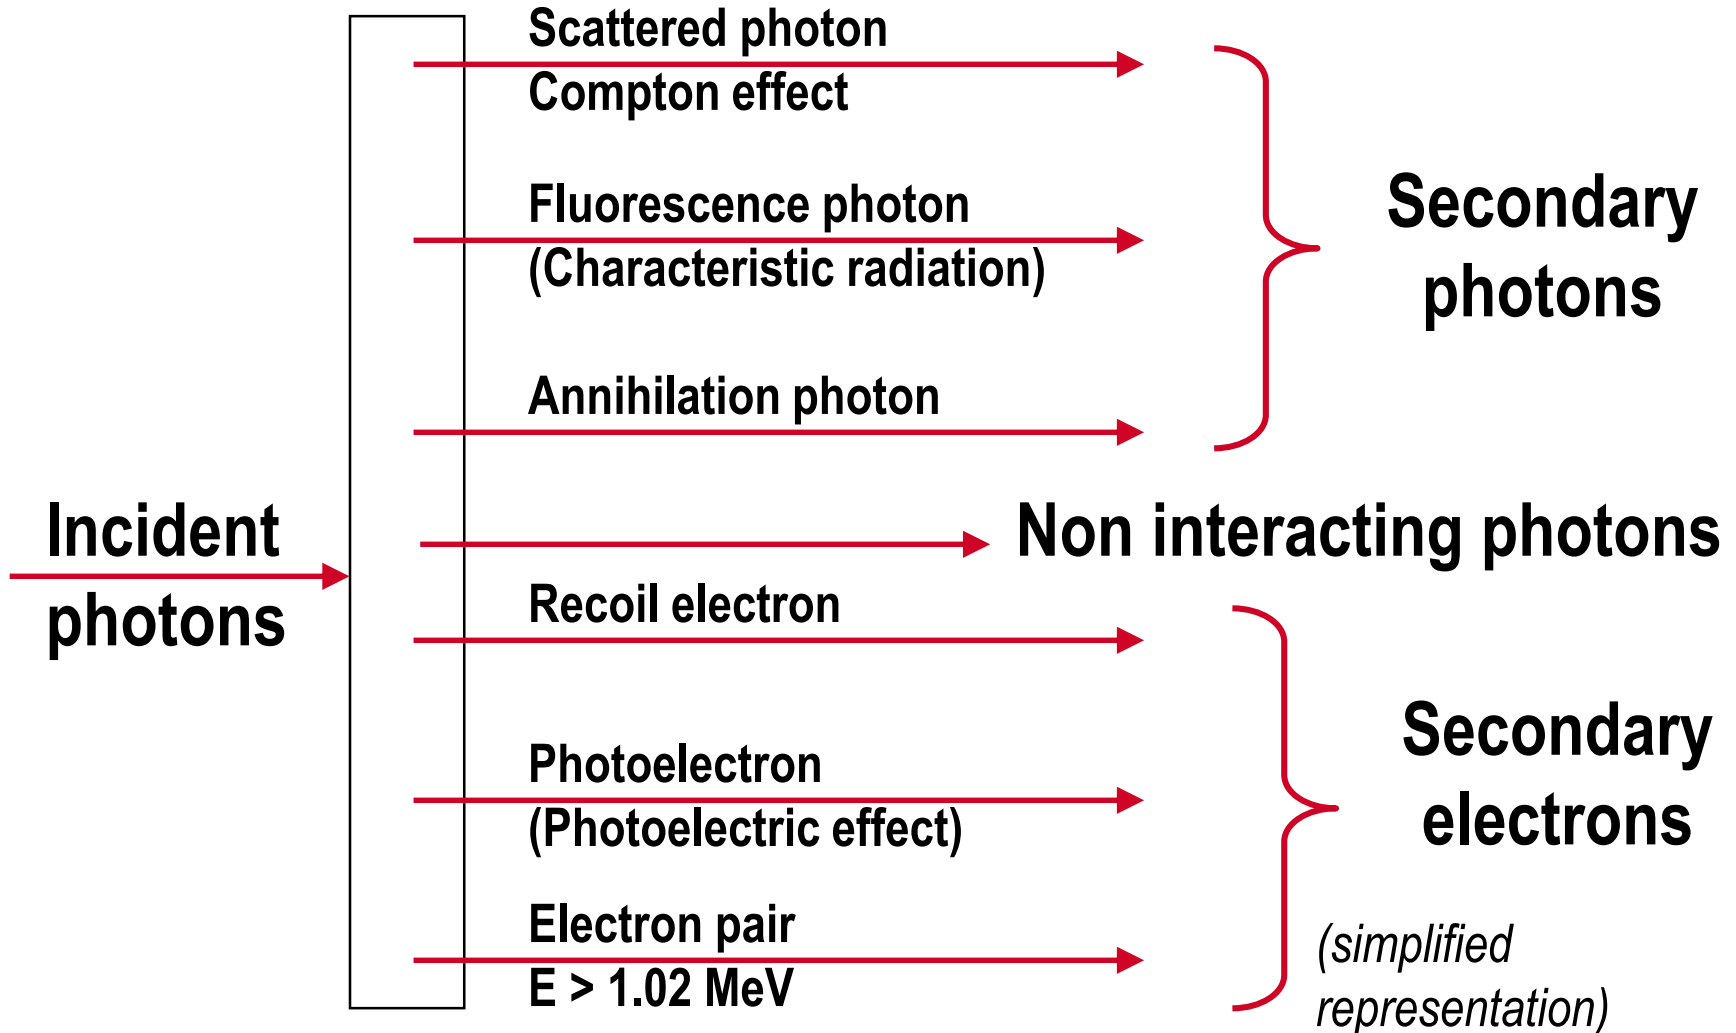 Scattered photon
Compton effect
Fluorescence photon
(Characteristic radiation)
Secondary
photons
Annihilation photon
Incident
photons
Non interacting photons
Recoil electron
Photoelectron
(Photoelectric effect)
Secondary
electrons
Electron pair
E > 1.02 MeV
(simplified
representation)